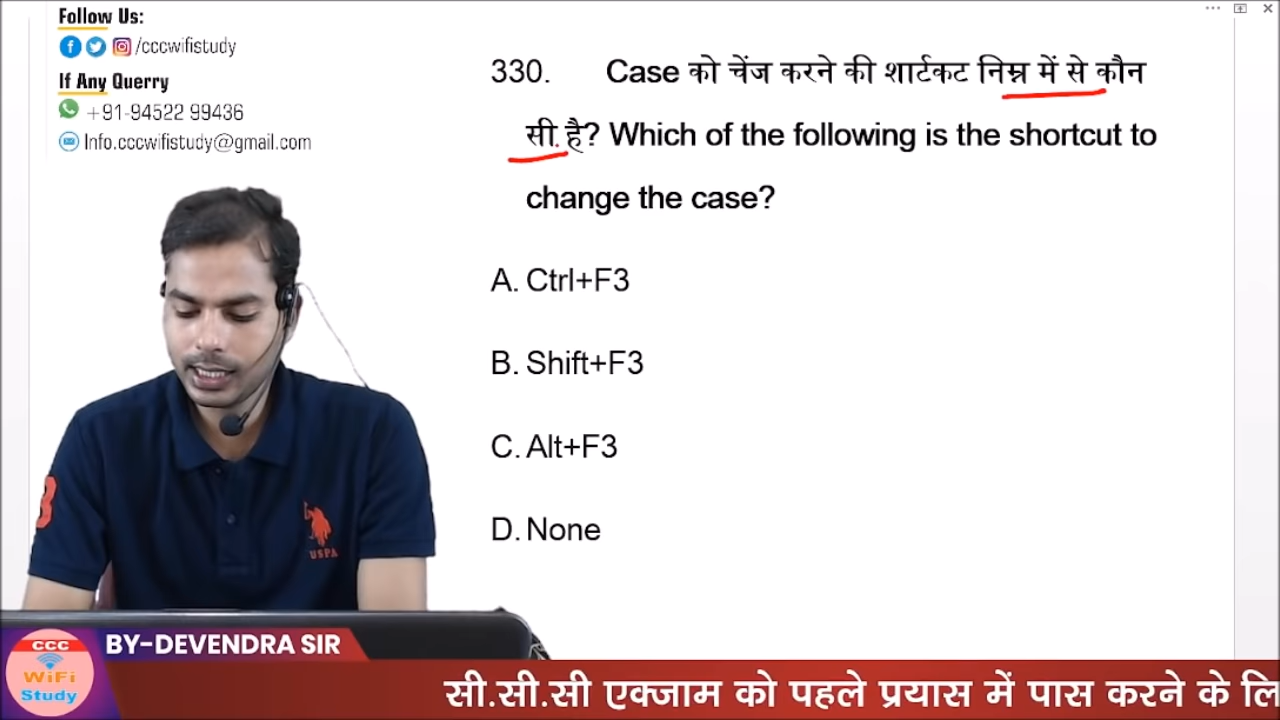 Follow Us:
/cccwifistudy
If Any Querry
+91-94522 99436
Info.cccwifistudy@gmail.com
330. Case को चेंज करने की शार्टकट निम्न में से कौन
सी है? Which of the following is the shortcut to
change the case?
A. Ctrl+F3
B. Shift+F3
C. Alt+F3
D. None
3
USPA
BY-DEVENDRA SIR
CCC
WiFi
Study
सी.सी.सी एक्जाम को पहले प्रयास में पास करने के लि